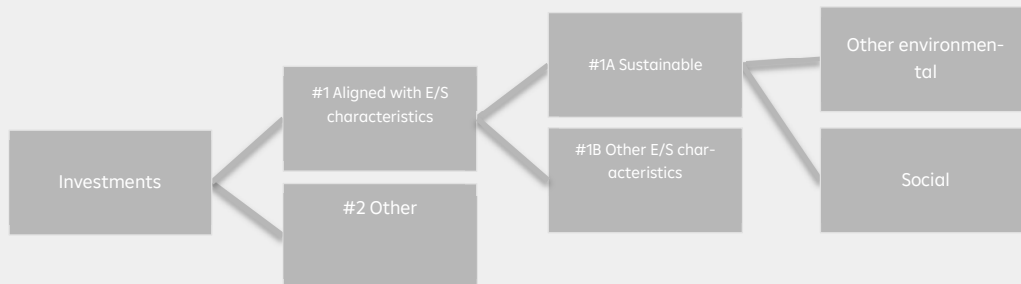 Investments
#1 Aligned with E/S
characteristics
#2 Other
#1A Sustainable
#1B Other E/S char-
acteristics
Other environmen-
tal
Social